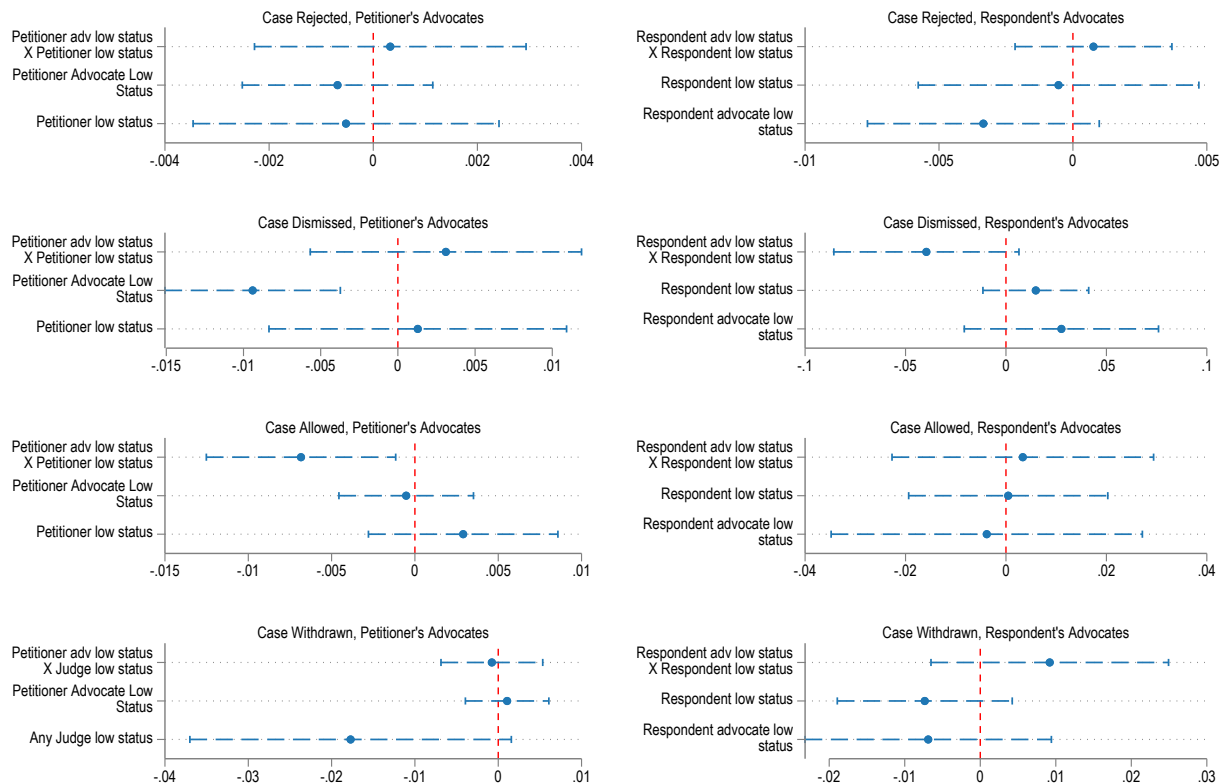 Case Rejected, Petitioner's Advocates
Petitioner adv low status
X Petitioner low status
Petitioner Advocate Low
Status
Petitioner low status
-.004 -.002 0 .002 .004
Case Rejected, Respondent's Advocates
Respondent adv low status
X Respondent low status
Respondent low status
Respondent advocate low
status
-.01 -.005 0 .005
Case Dismissed, Petitioner's Advocates
Petitioner adv low status
X Petitioner low status
Petitioner Advocate Low
Status
Petitioner low status
-.015 -.01 -.005 0 .005 .01
Case Dismissed, Respondent's Advocates
Respondent adv low status
X Respondent low status
Respondent low status
Respondent advocate low
status
-.1 -.05 0 .05 .1
Case Allowed, Petitioner's Advocates
Petitioner adv low status
X Petitioner low status
Petitioner Advocate Low
Status
Petitioner low status
-.015 -.01 -.005 0 .005 .01
Case Allowed, Respondent's Advocates
Respondent adv low status
X Respondent low status
Respondent low status
Respondent advocate low
status
-.04 -.02 0 .02 .04
Case Withdrawn, Petitioner's Advocates
Petitioner adv low status
X Judge low status
Petitioner Advocate Low
Status
Any Judge low status
-.04 -.03 -.02 -.01 0 .01
Case Withdrawn, Respondent's Advocates
Respondent adv low status
X Respondent low status
Respondent low status
Respondent advocate low
status
-.02 -.01 0 .01 .02 .03